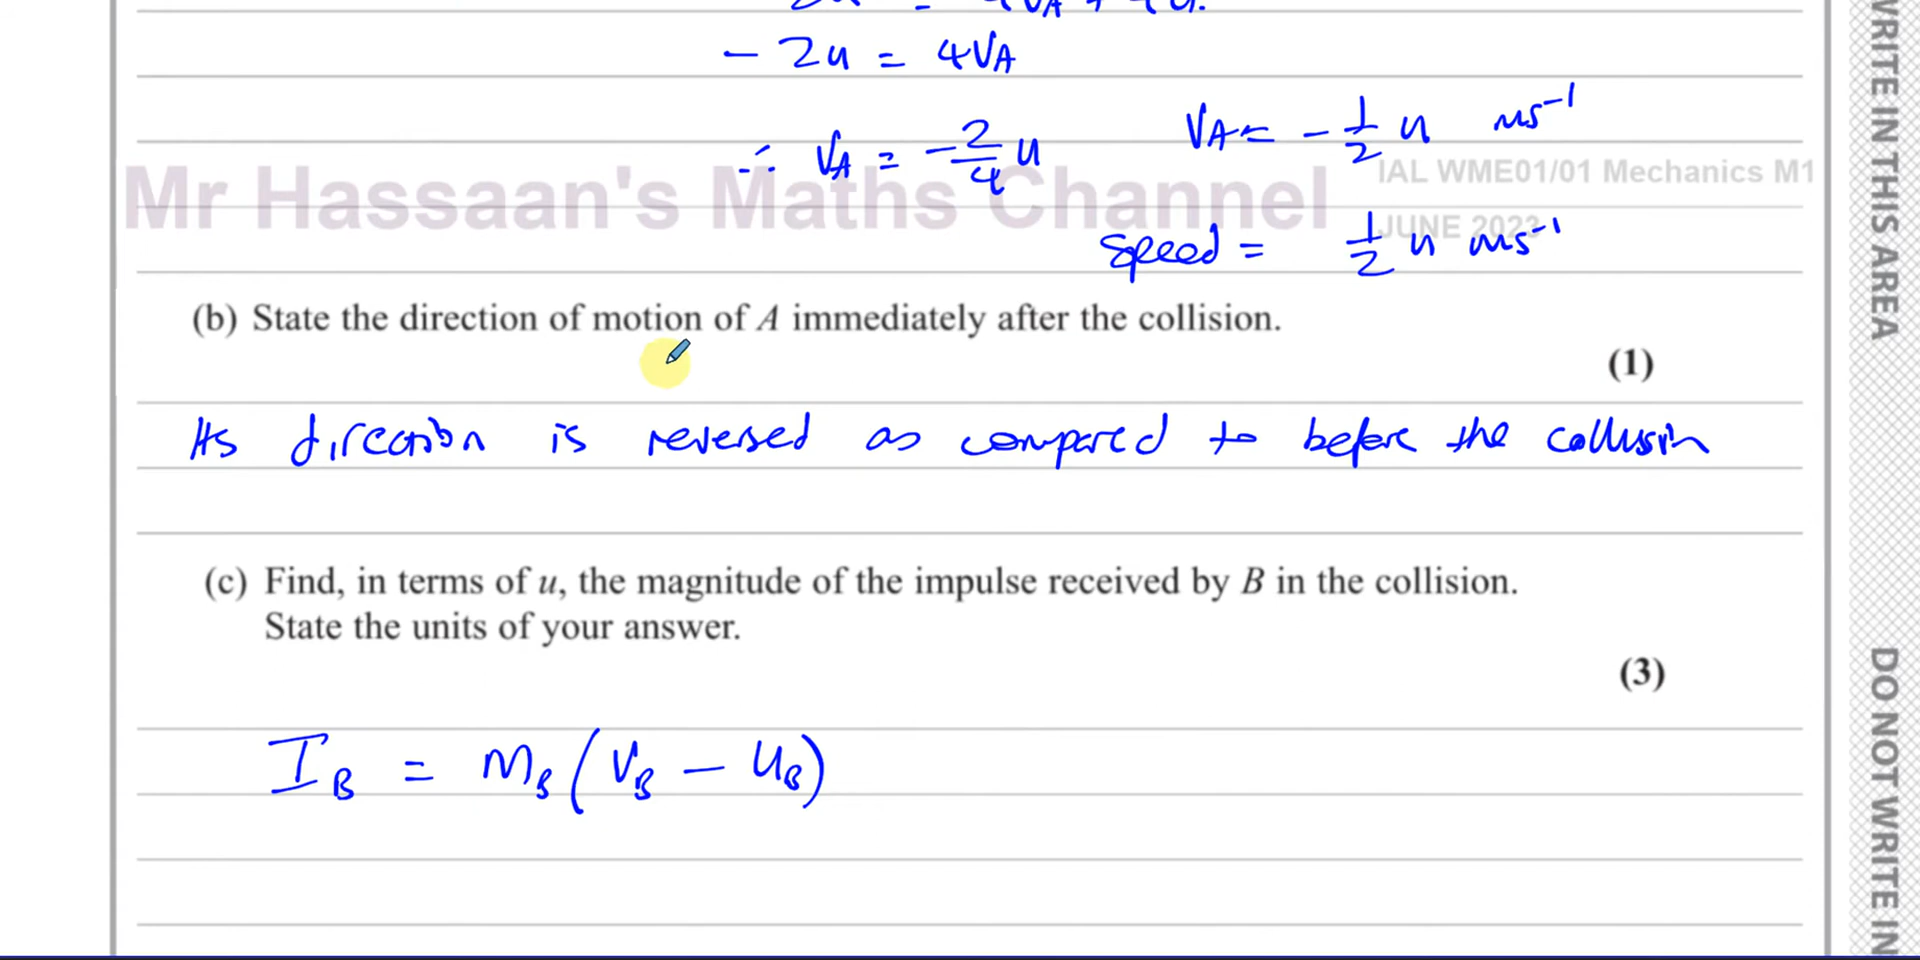 - 2u = 4VA
∴ VA = -2/4 u VA = -1/2 u ms⁻¹
Mr Hassaan's Maths Channel
IAL WME01/01 Mechanics M1
JUNE 2023
speed = 1/2 u ms⁻¹
(b) State the direction of motion of A immediately after the collision.
(1)
Its direction is reversed as compared to before the collision
(c) Find, in terms of u, the magnitude of the impulse received by B in the collision.
State the units of your answer.
(3)
IB = mB(VB - UB)
WRITE IN THIS AREA
DO NOT WRITE IN